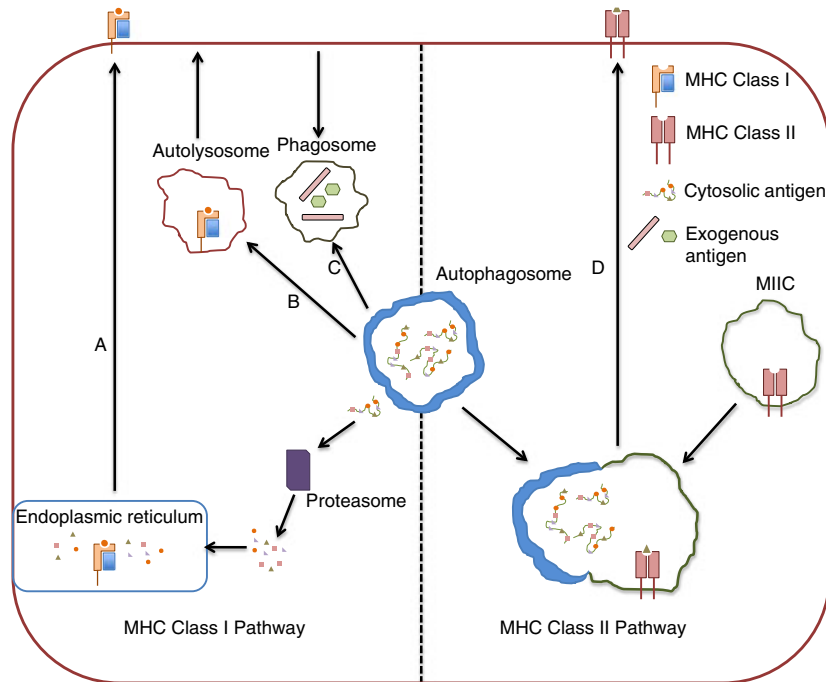 MHC Class I
MHC Class II
Cytosolic antigen
Exogenous
antigen
Autolysosome
Phagosome
Autophagosome
MIIC
A
B
C
D
Proteasome
Endoplasmic reticulum
MHC Class I Pathway
MHC Class II Pathway